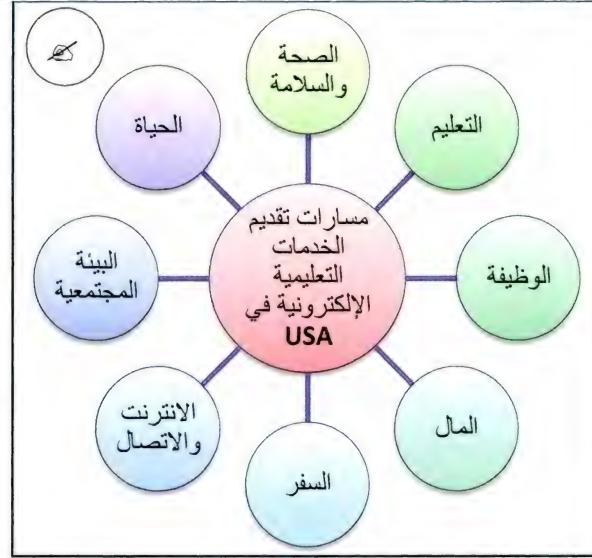 مسارات تقديم
الخدمات
التعليمية
الإلكترونية في
USA
الصحة
والسلامة
التعليم
الوظيفة
المال
السفر
الانترنت
والاتصال
البيئة
المجتمعية
الحياة